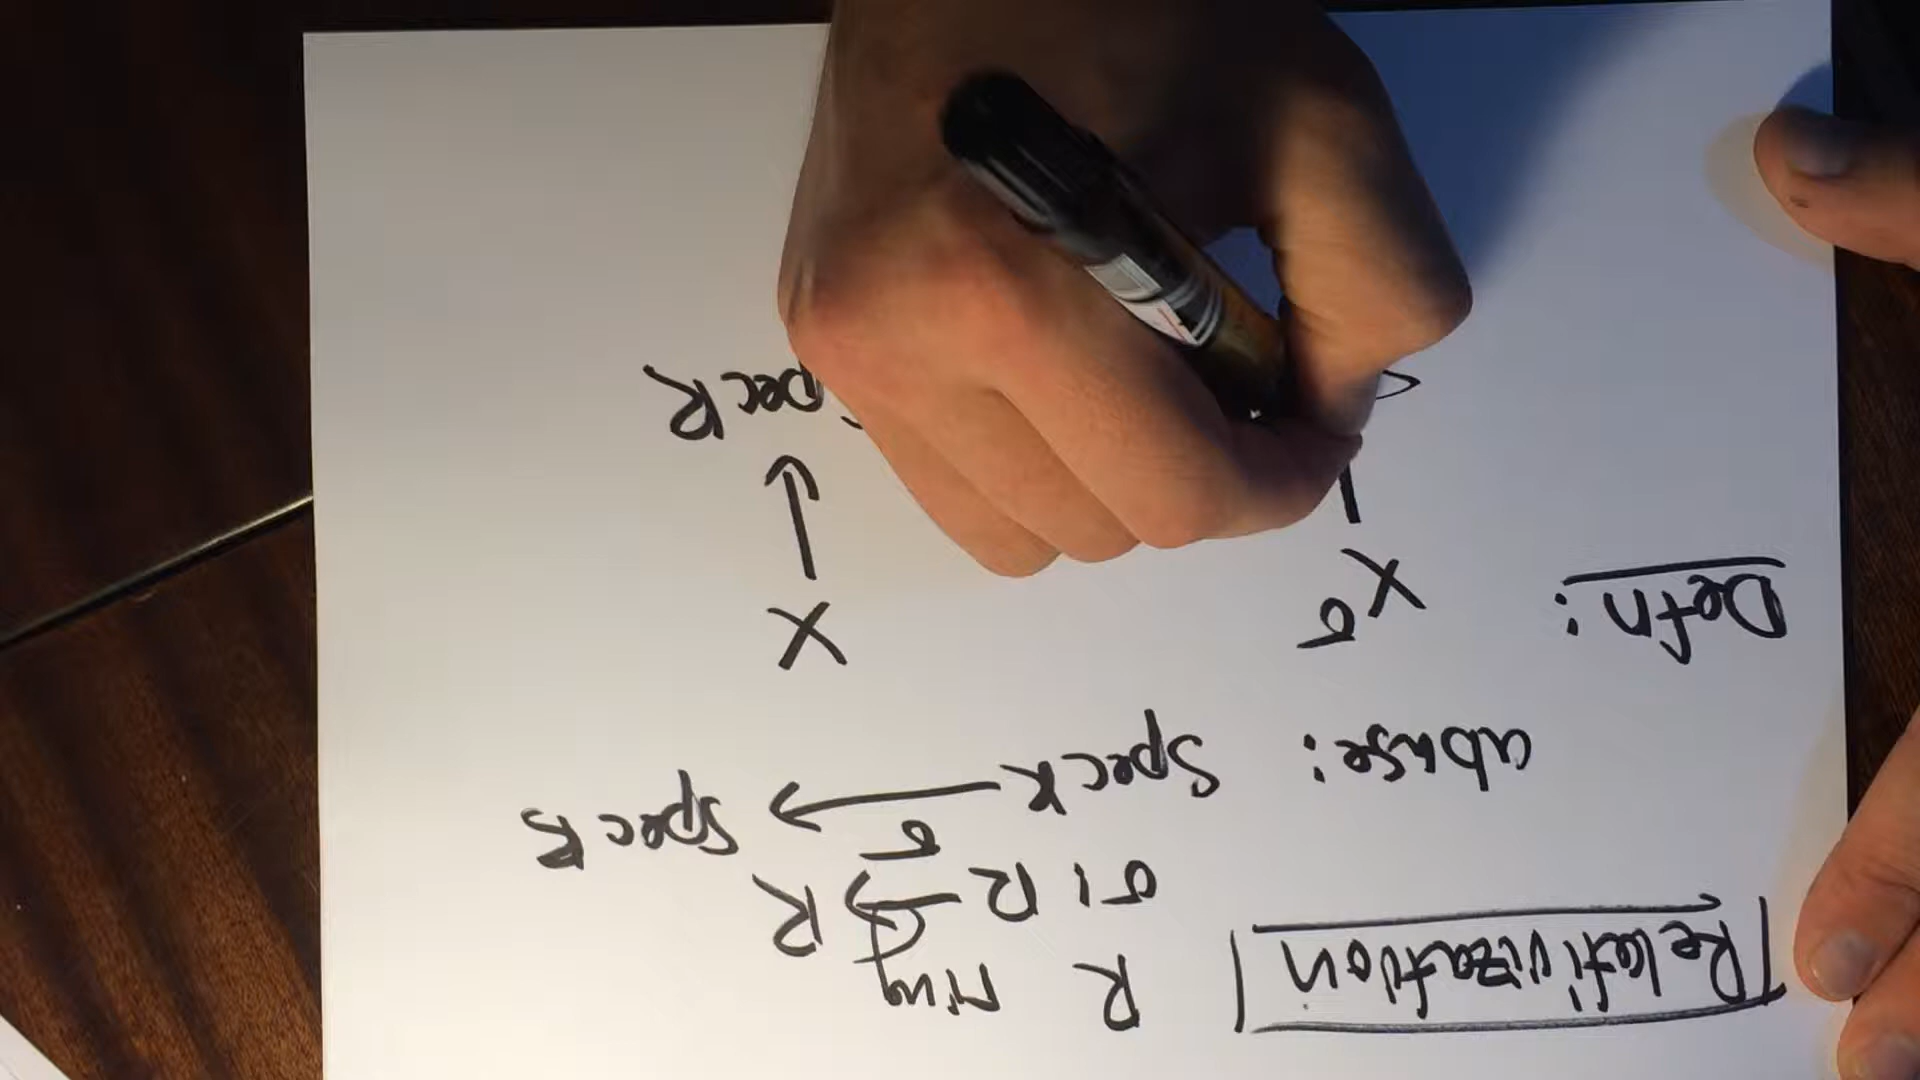 Relativization R ring
σ: R → R
abuse: Spec R → Spec R
σ
Defn: X^σ X
↓ ↓
Spec R